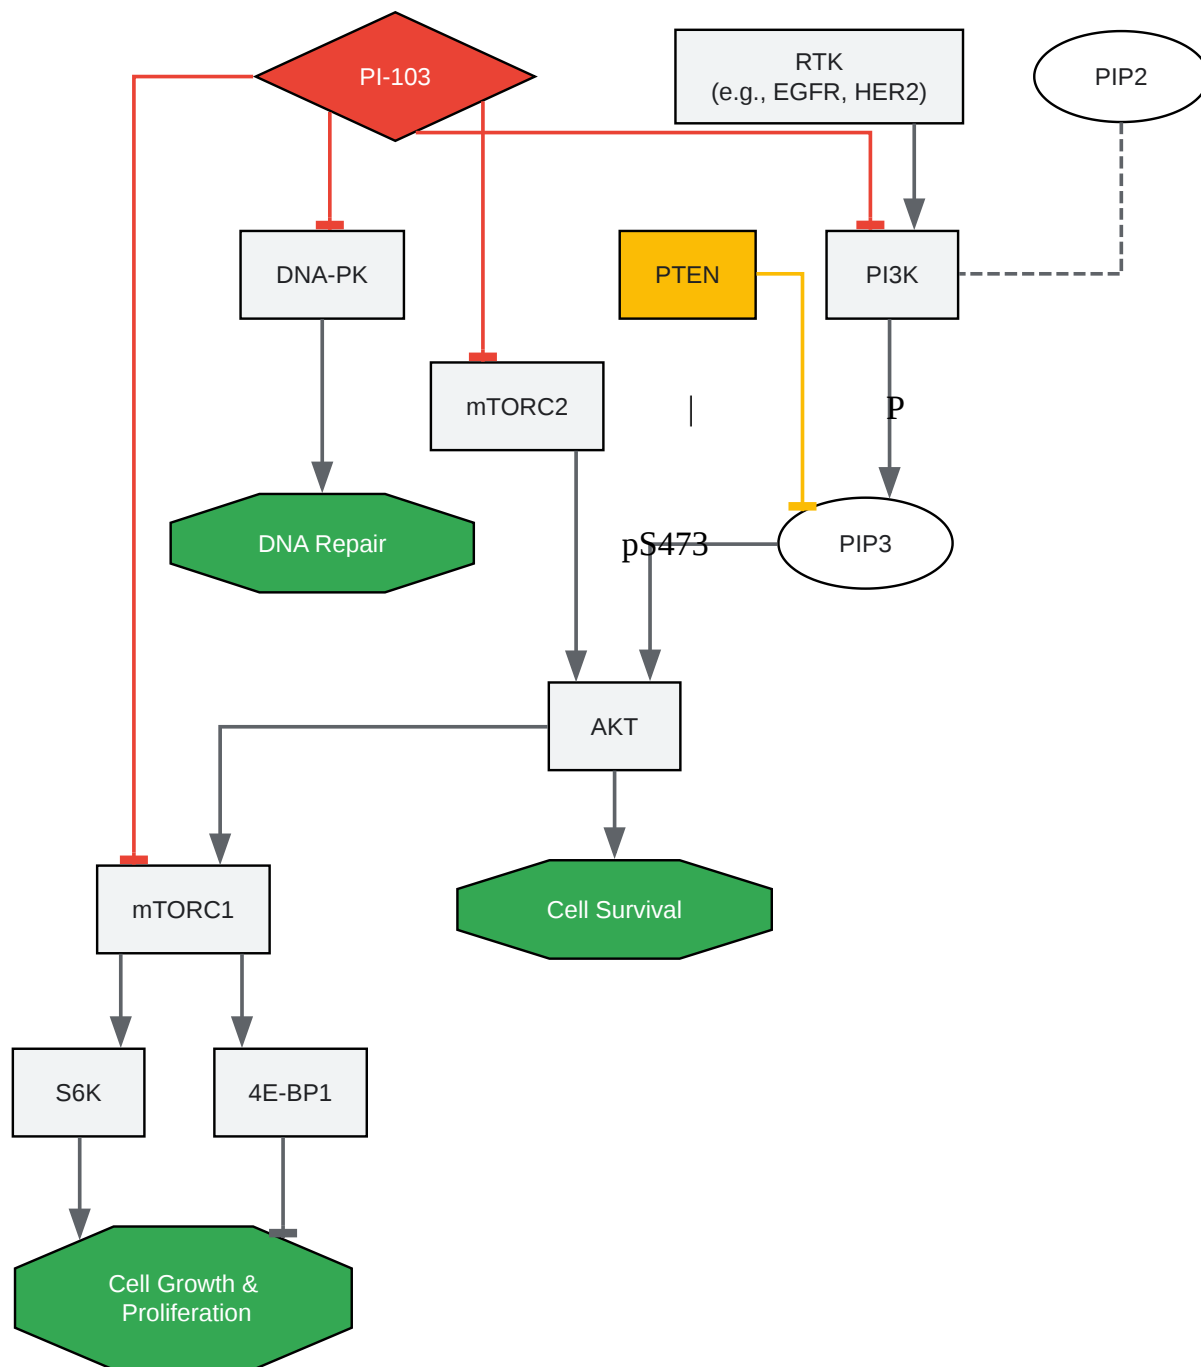 PI-103
RTK
(e.g., EGFR, HER2)
PIP2
DNA-PK
PTEN
PI3K
mTORC2
|
P
DNA Repair
pS473
PIP3
AKT
mTORC1
Cell Survival
S6K
4E-BP1
Cell Growth &
Proliferation